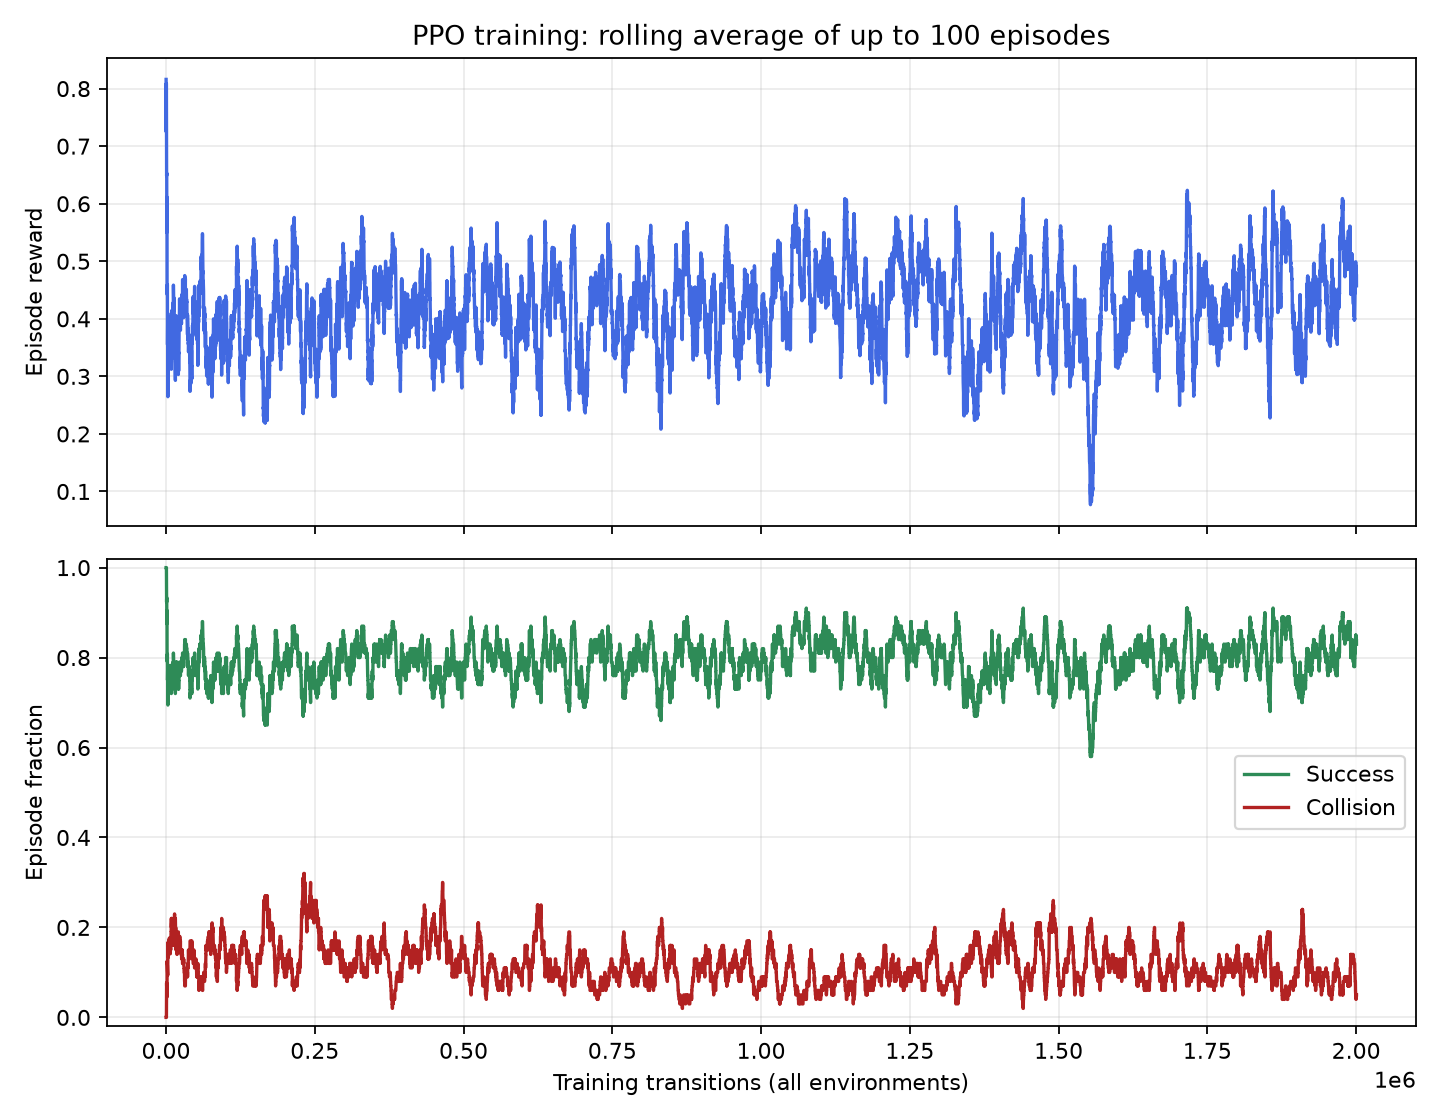 PPO training: rolling average of up to 100 episodes
0.8
0.7
0.6
0.5
0.4
0.3
0.2
0.1
Episode reward
1.0
0.8
0.6
0.4
0.2
0.0
Episode fraction
Success
Collision
0.00 0.25 0.50 0.75 1.00 1.25 1.50 1.75 2.00
1e6
Training transitions (all environments)